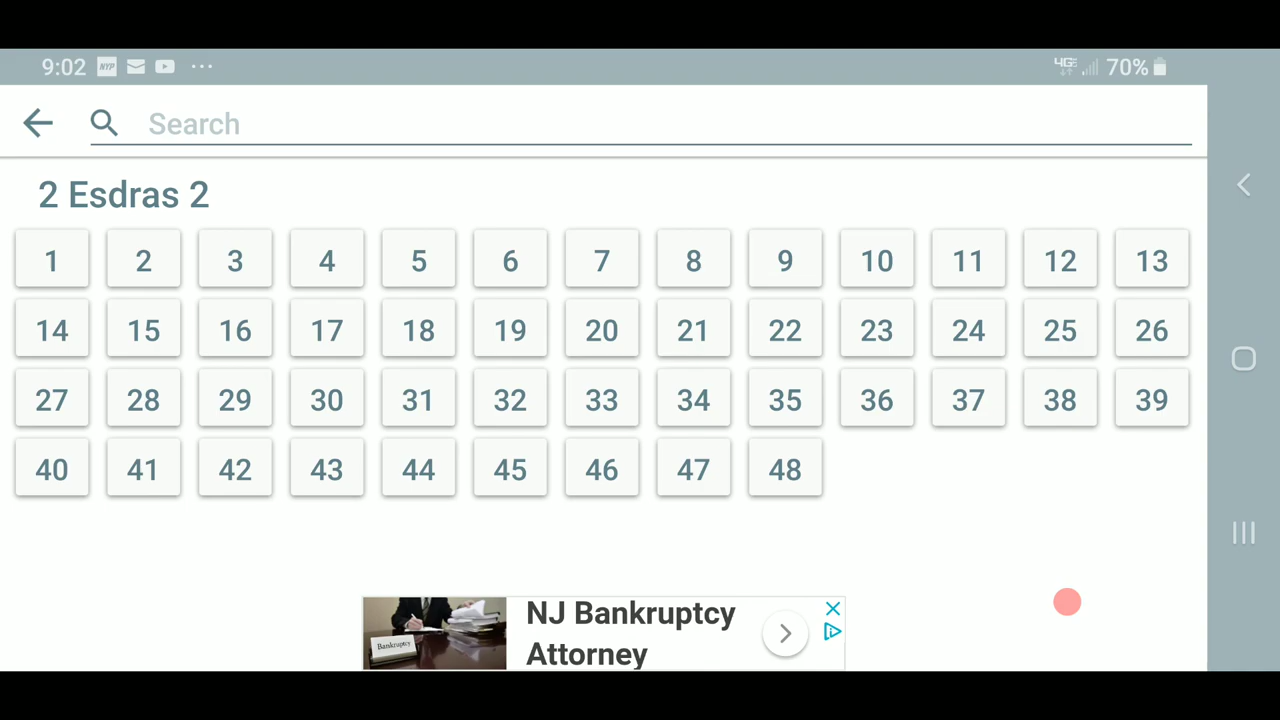 9:02 NYP 4GE 70%
Search
2 Esdras 2
1 2 3 4 5 6 7 8 9 10 11 12 13
14 15 16 17 18 19 20 21 22 23 24 25 26
27 28 29 30 31 32 33 34 35 36 37 38 39
40 41 42 43 44 45 46 47 48
NJ Bankruptcy
Attorney
Bankruptcy